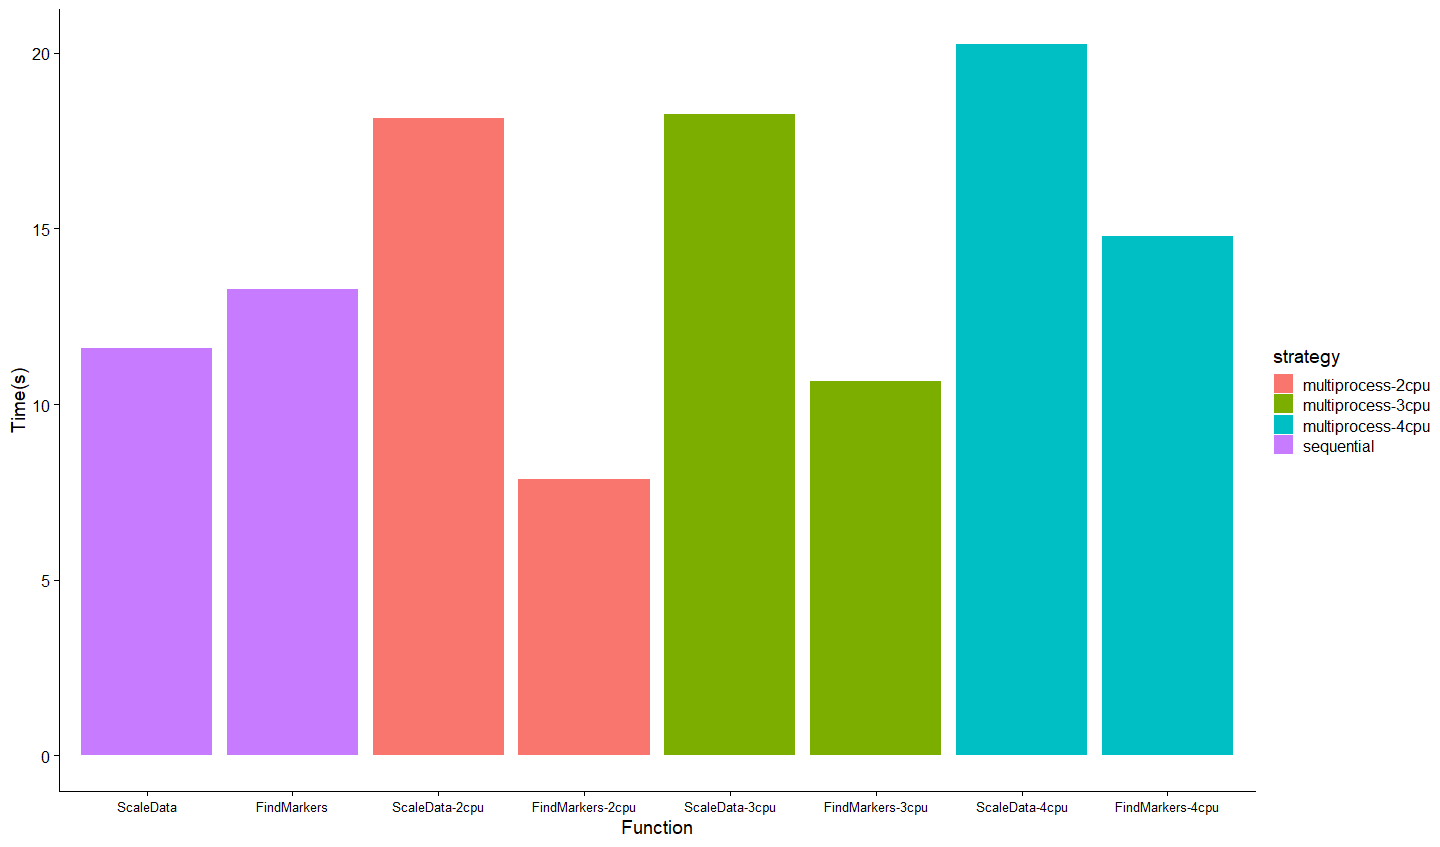 20
15
10
5
0
Time(s)
ScaleData
FindMarkers
ScaleData-2cpu
FindMarkers-2cpu
ScaleData-3cpu
FindMarkers-3cpu
ScaleData-4cpu
FindMarkers-4cpu
Function
strategy
multiprocess-2cpu
multiprocess-3cpu
multiprocess-4cpu
sequential